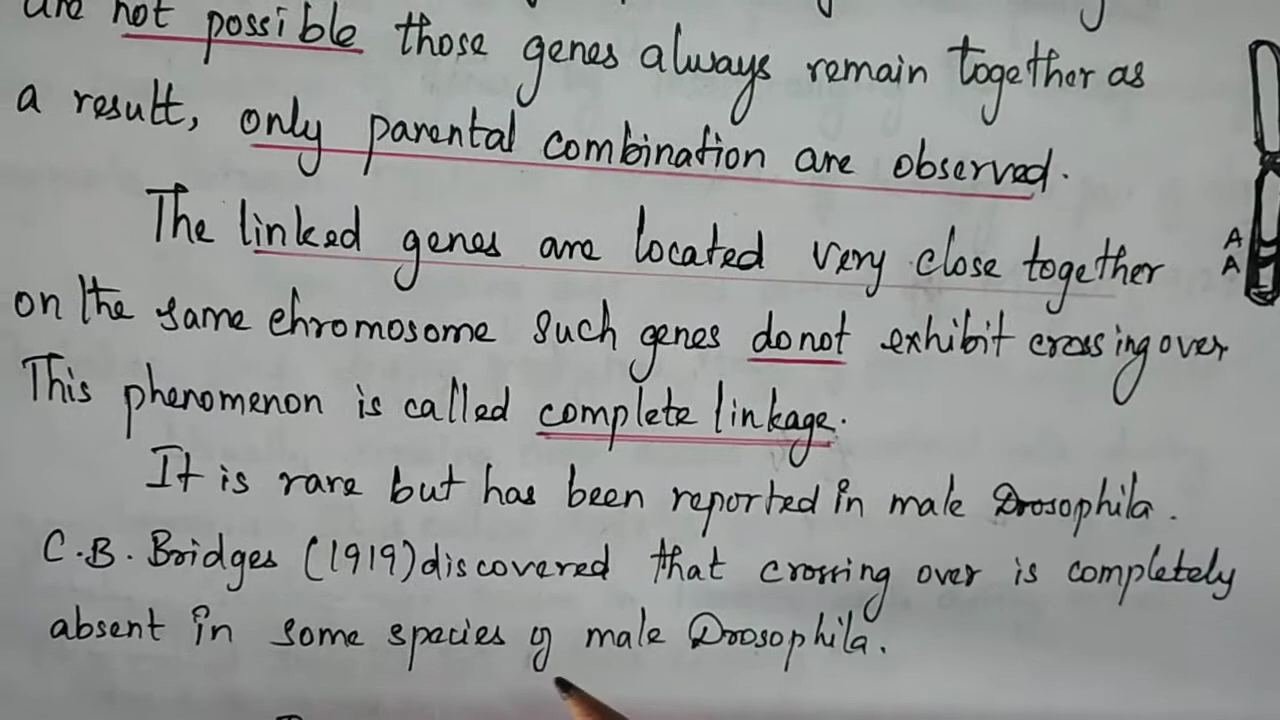 are not possible those genes always remain together as
a result, only parental combination are observed.
The linked genes are located very close together
on the same chromosome such genes donot exhibit crossing over
This phenomenon is called complete linkage.
It is rare but has been reported in male Drosophila.
C.B. Bridges (1919) discovered that crossing over is completely
absent in some species of male Drosophila.
A
A